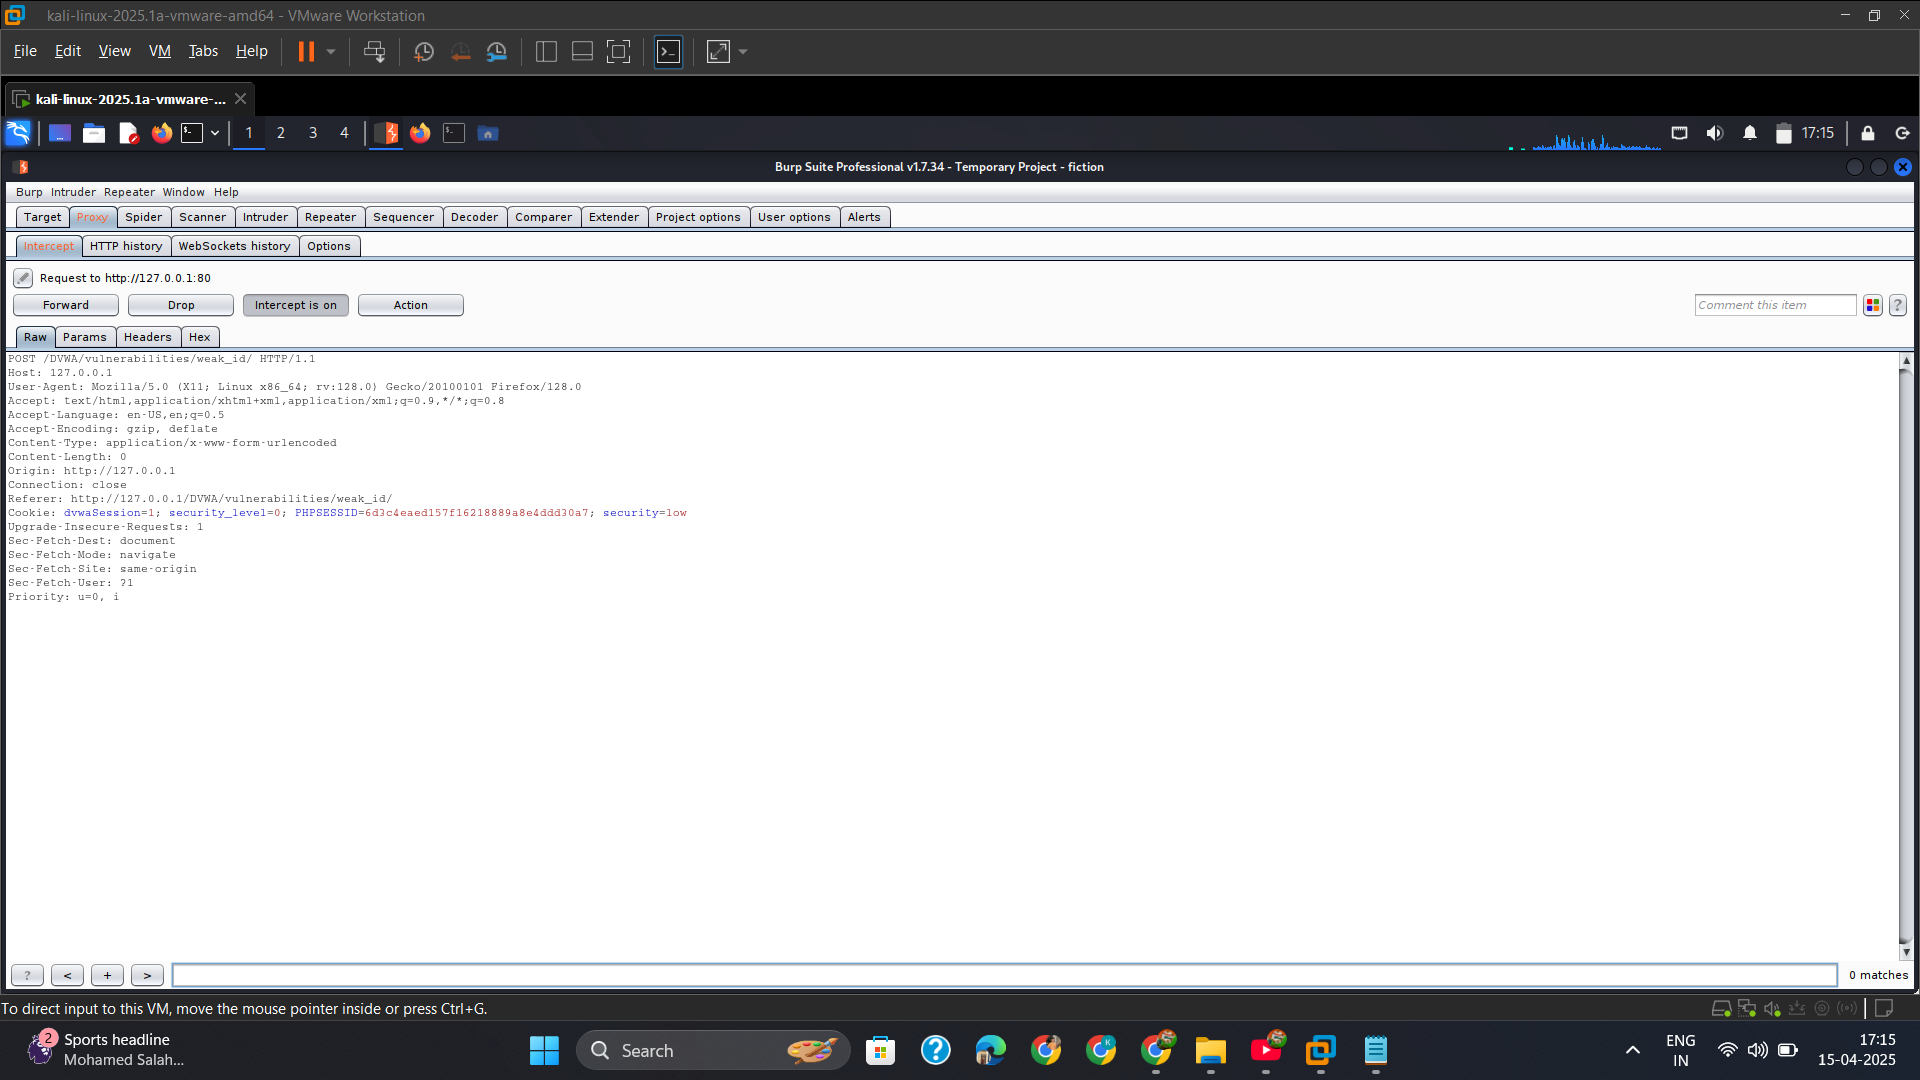 kali-linux-2025.1a-vmware-amd64 - VMware Workstation
File Edit View VM Tabs Help
kali-linux-2025.1a-vmware-...
1 2 3 4 17:15
Burp Suite Professional v1.7.34 - Temporary Project - fiction
Burp Intruder Repeater Window Help
Target Proxy Spider Scanner Intruder Repeater Sequencer Decoder Comparer Extender Project options User options Alerts
Intercept HTTP history WebSockets history Options
Request to http://127.0.0.1:80
Forward Drop Intercept is on Action Comment this item ?
Raw Params Headers Hex
POST /DVWA/vulnerabilities/weak_id/ HTTP/1.1
Host: 127.0.0.1
User-Agent: Mozilla/5.0 (X11; Linux x86_64; rv:128.0) Gecko/20100101 Firefox/128.0
Accept: text/html,application/xhtml+xml,application/xml;q=0.9,*/*;q=0.8
Accept-Language: en-US,en;q=0.5
Accept-Encoding: gzip, deflate
Content-Type: application/x-www-form-urlencoded
Content-Length: 0
Origin: http://127.0.0.1
Connection: close
Referer: http://127.0.0.1/DVWA/vulnerabilities/weak_id/
Cookie: dvwaSession=1; security_level=0; PHPSESSID=6d3c4eaed157f16218889a8e4ddd30a7; security=low
Upgrade-Insecure-Requests: 1
Sec-Fetch-Dest: document
Sec-Fetch-Mode: navigate
Sec-Fetch-Site: same-origin
Sec-Fetch-User: ?1
Priority: u=0, i
? < + > 0 matches
To direct input to this VM, move the mouse pointer inside or press Ctrl+G.
2 Sports headline
Mohamed Salah...
Search
ENG
IN
17:15
15-04-2025